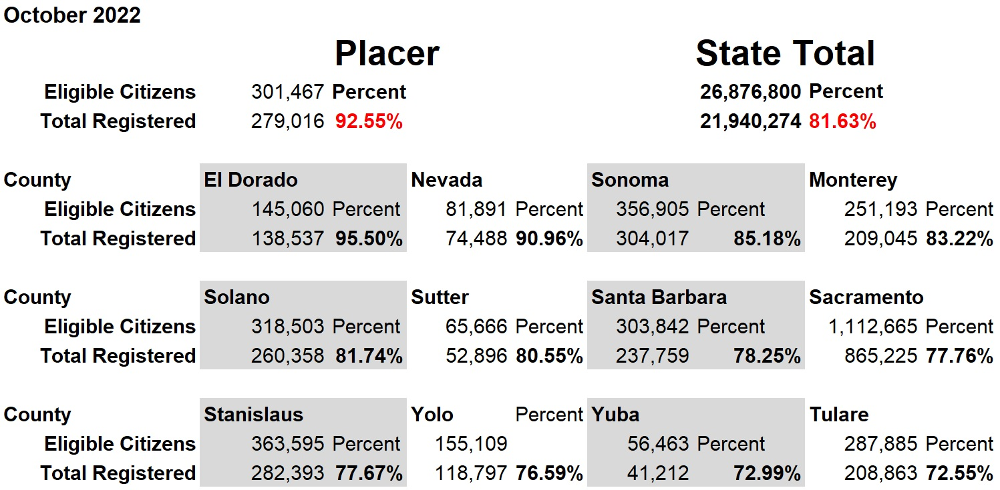 October 2022
Placer State Total
Eligible Citizens 301,467 Percent 26,876,800 Percent
Total Registered 279,016 92.55% 21,940,274 81.63%
County El Dorado Nevada Sonoma Monterey
Eligible Citizens 145,060 Percent 81,891 Percent 356,905 Percent 251,193 Percent
Total Registered 138,537 95.50% 74,488 90.96% 304,017 85.18% 209,045 83.22%
County Solano Sutter Santa Barbara Sacramento
Eligible Citizens 318,503 Percent 65,666 Percent 303,842 Percent 1,112,665 Percent
Total Registered 260,358 81.74% 52,896 80.55% 237,759 78.25% 865,225 77.76%
County Stanislaus Yolo Percent Yuba Tulare
Eligible Citizens 363,595 Percent 155,109 56,463 Percent 287,885 Percent
Total Registered 282,393 77.67% 118,797 76.59% 41,212 72.99% 208,863 72.55%